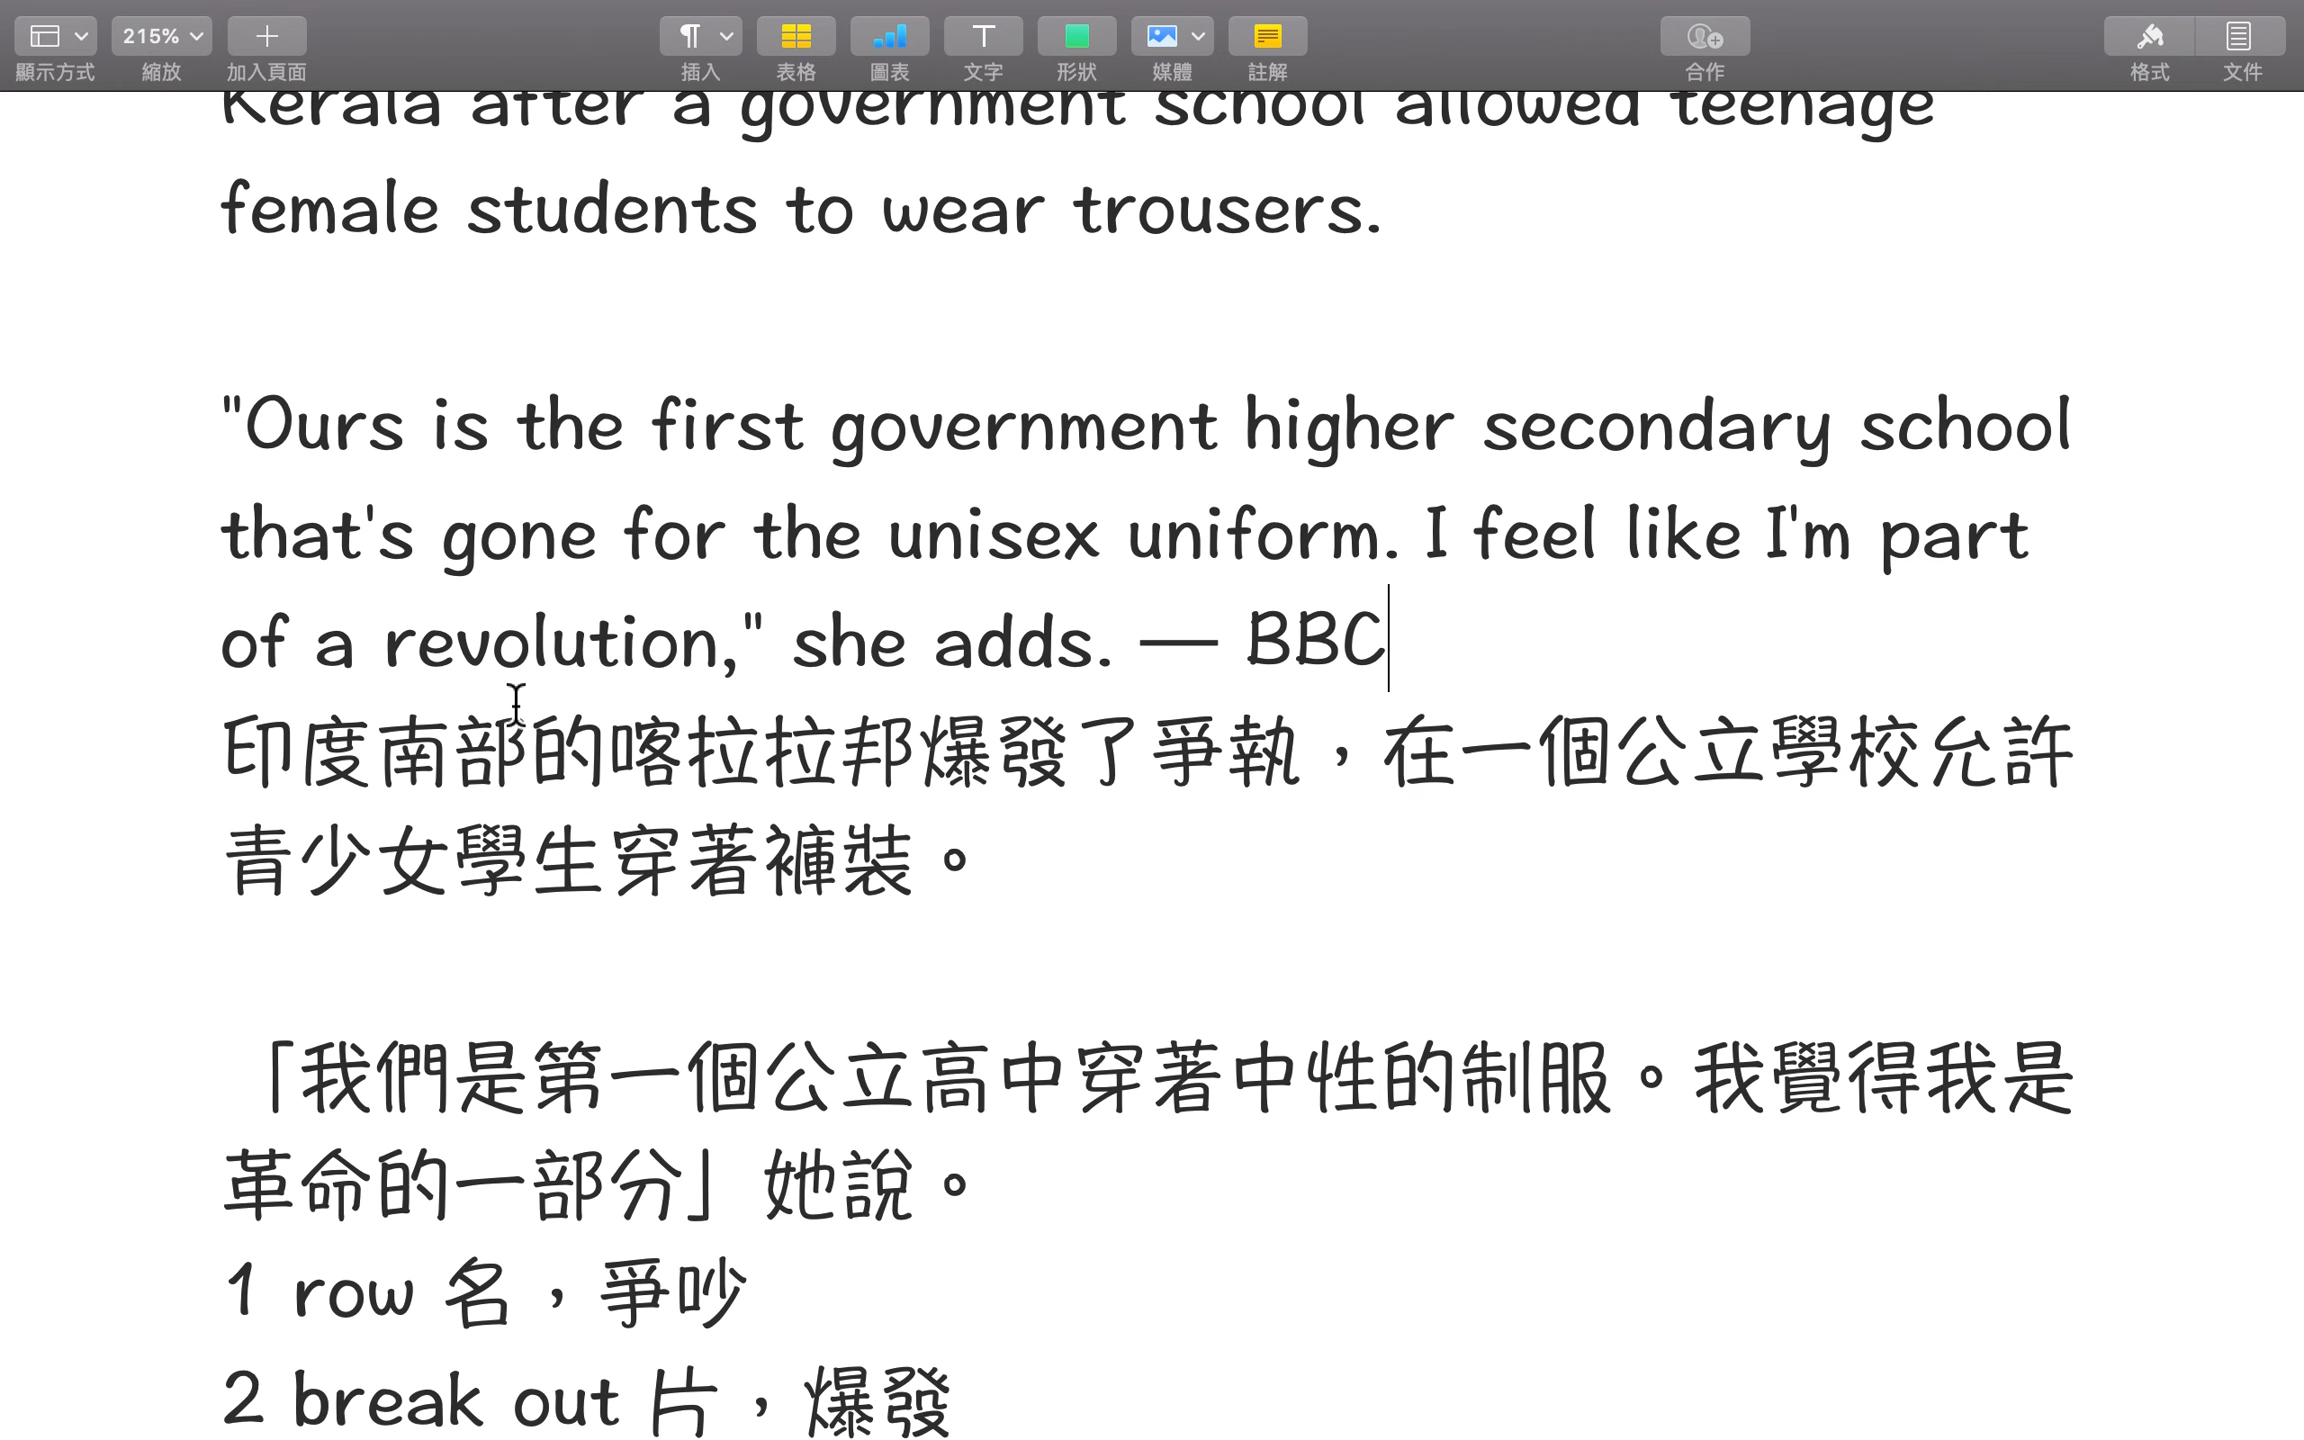 215%
顯示方式
縮放
加入頁面
插入
表格
圖表
文字
形狀
媒體
註解
合作
格式
文件
Kerala after a government school allowed teenage
female students to wear trousers.
"Ours is the first government higher secondary school
that's gone for the unisex uniform. I feel like I'm part
of a revolution," she adds. — BBC
印度南部的喀拉拉邦爆發了爭執，在一個公立學校允許
青少女學生穿著褲裝。
「我們是第一個公立高中穿著中性的制服。我覺得我是
革命的一部分」她說。
1 row 名，爭吵
2 break out 片，爆發